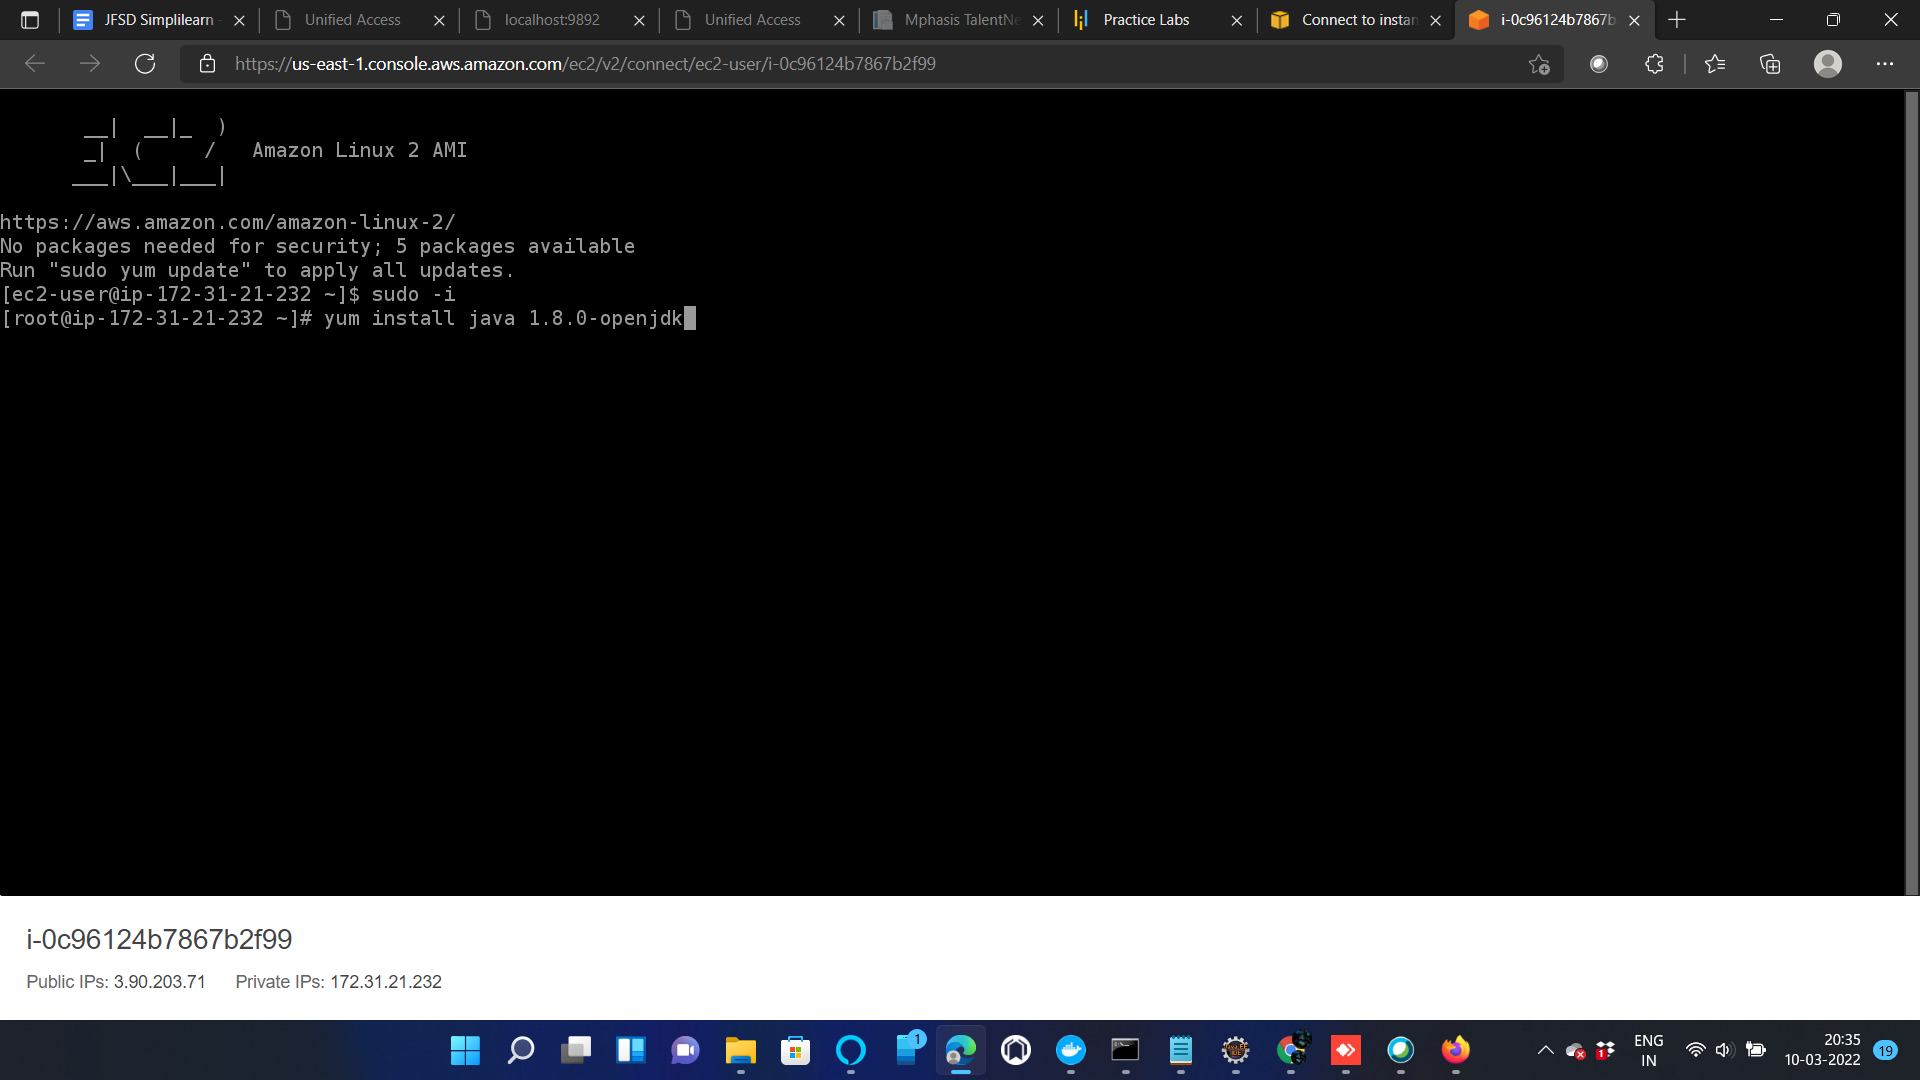 JFSD Simplilearn -
Unified Access
localhost:9892
Unified Access
Mphasis TalentNe
Practice Labs
Connect to instan
i-0c96124b7867b
https://us-east-1.console.aws.amazon.com/ec2/v2/connect/ec2-user/i-0c96124b7867b2f99
__|  __|_  )
_|  (     /   Amazon Linux 2 AMI
___|\___|___|
https://aws.amazon.com/amazon-linux-2/
No packages needed for security; 5 packages available
Run "sudo yum update" to apply all updates.
[ec2-user@ip-172-31-21-232 ~]$ sudo -i
[root@ip-172-31-21-232 ~]# yum install java 1.8.0-openjdk
i-0c96124b7867b2f99
Public IPs: 3.90.203.71 Private IPs: 172.31.21.232
1
1
ENG
IN
20:35
10-03-2022
19